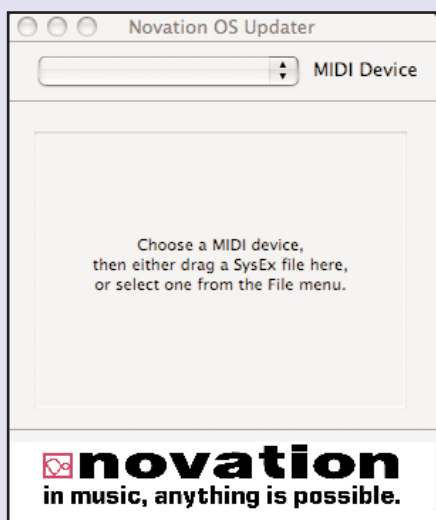 Novation OS Updater
MIDI Device
Choose a MIDI device,
then either drag a SysEx file here,
or select one from the File menu.
novation
in music, anything is possible.